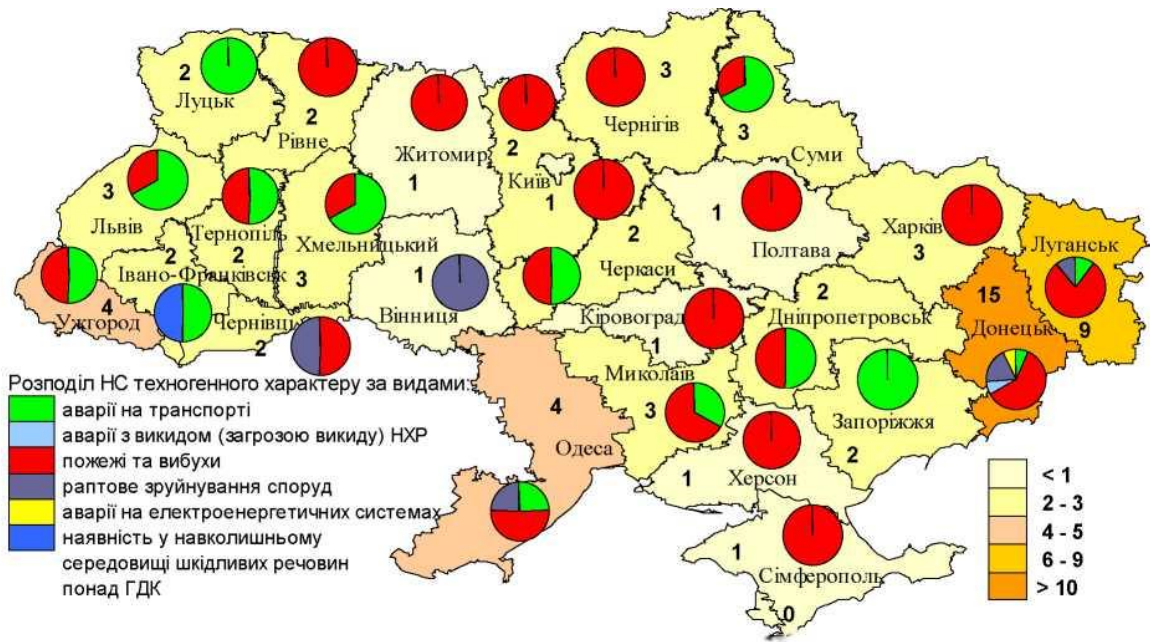 2
Луцьк
2
Рівне
Житомир
1
2
Київ
1
3
Чернігів
3
Суми
3
Львів
2
Тернопіль
2
Хмельницький
3
Івано-Франківськ
4
Ужгород
Чернівці
2
1
Вінниця
2
Черкаси
1
Полтава
Харків
3
Луганськ
9
15
Донецьк
Кіровоград
1
2
Дніпропетровськ
Миколаїв
3
Запоріжжя
2
4
Одеса
1
Херсон
1
Сімферополь
0
Розподіл НС техногенного характеру за видами:
аварії на транспорті
аварії з викидом (загрозою викиду) НХР
пожежі та вибухи
раптове зруйнування споруд
аварії на електроенергетичних системах
наявність у навколишньому
середовищі шкідливих речовин
понад ГДК
< 1
2 - 3
4 - 5
6 - 9
> 10